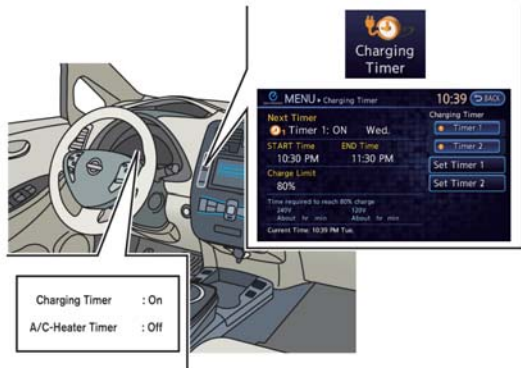 Charging
Timer
MENU▸ Charging Timer
10:39
BACK
Next Timer
1 Timer 1: ON Wed.
START Time END Time
10:30 PM 11:30 PM
Charge Limit
80%
Time required to reach 80% charge
240V 120V
About hr min About hr min
Current Time: 10:39 PM Tue.
Charging Timer
Timer 1
Timer 2
Set Timer 1
Set Timer 2
Charging Timer : On
A/C-Heater Timer : Off